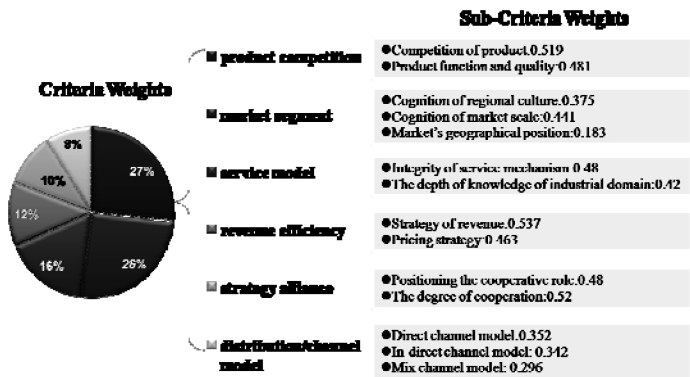 Sub-Criteria Weights
Criteria Weights
27%
26%
16%
12%
10%
8%
product competition
●Competition of product.0.519
●Product function and quality:0.481
market segment
●Cognition of regional culture.0.375
●Cognition of market scale:0.441
●Market's geographical position:0.183
service model
●Integrity of service mechanism 0.48
●The depth of knowledge of industrial domain:0.42
revenue efficiency
●Strategy of revenue.0.537
●Pricing strategy:0.463
strategy alliance
●Positioning the cooperative role.0.48
●The degree of cooperation:0.52
distribution/channel
model
●Direct channel model:0.352
●In direct channel model: 0.342
●Mix channel model: 0.296